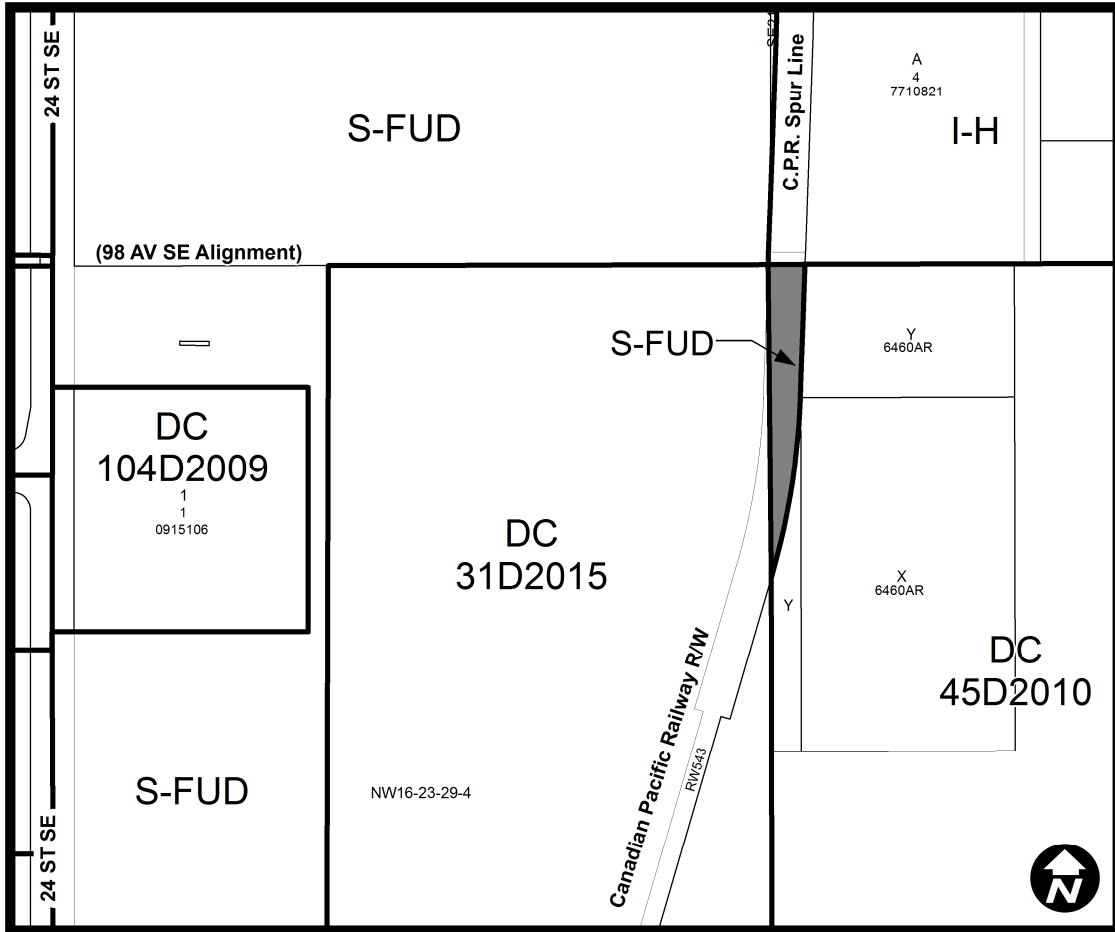 24 ST SE
S-FUD
SE21
C.P.R. Spur Line
A
4
7710821
I-H
(98 AV SE Alignment)
S-FUD
Y
6460AR
DC
104D2009
1
1
0915106
DC
31D2015
X
6460AR
Y
DC
45D2010
Canadian Pacific Railway R/W
RW543
S-FUD
NW16-23-29-4
24 ST SE
N